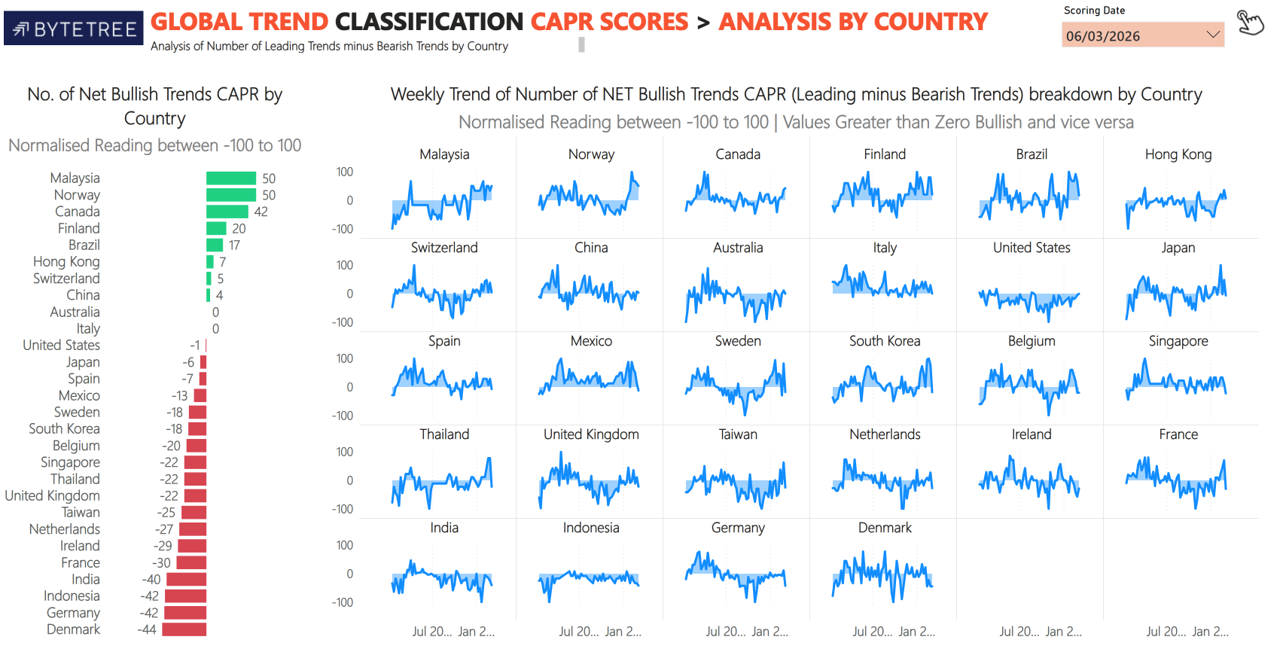 BYTETREE
GLOBAL TREND CLASSIFICATION CAPR SCORES > ANALYSIS BY COUNTRY
Analysis of Number of Leading Trends minus Bearish Trends by Country
Scoring Date
06/03/2026
No. of Net Bullish Trends CAPR by
Country
Normalised Reading between -100 to 100
Malaysia 50
Norway 50
Canada 42
Finland 20
Brazil 17
Hong Kong 7
Switzerland 5
China 4
Australia 0
Italy 0
United States -1
Japan -6
Spain -7
Mexico -13
Sweden -18
South Korea -18
Belgium -20
Singapore -22
Thailand -22
United Kingdom -22
Taiwan -25
Netherlands -27
Ireland -29
France -30
India -40
Indonesia -42
Germany -42
Denmark -44
Weekly Trend of Number of NET Bullish Trends CAPR (Leading minus Bearish Trends) breakdown by Country
Normalised Reading between -100 to 100 | Values Greater than Zero Bullish and vice versa
Malaysia Norway Canada Finland Brazil Hong Kong
100
0
-100
Switzerland China Australia Italy United States Japan
100
0
-100
Spain Mexico Sweden South Korea Belgium Singapore
100
0
-100
Thailand United Kingdom Taiwan Netherlands Ireland France
100
0
-100
India Indonesia Germany Denmark
100
0
-100
Jul 20... Jan 2... Jul 20... Jan 2... Jul 20... Jan 2... Jul 20... Jan 2... Jul 20... Jan 2... Jul 20... Jan 2...